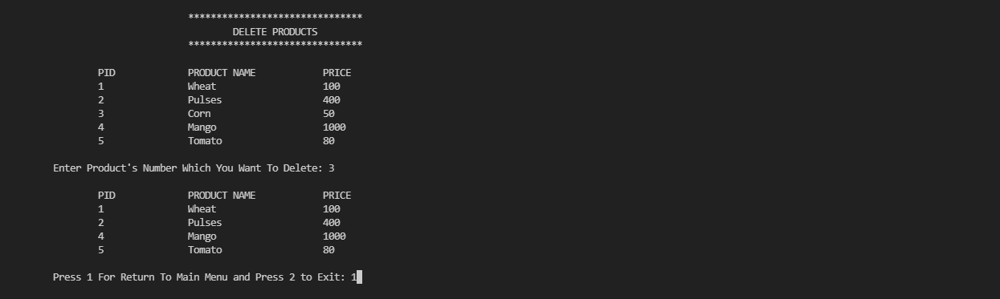 *******************************
DELETE PRODUCTS
*******************************
PID PRODUCT NAME PRICE
1 Wheat 100
2 Pulses 400
3 Corn 50
4 Mango 1000
5 Tomato 80
Enter Product's Number Which You Want To Delete: 3
PID PRODUCT NAME PRICE
1 Wheat 100
2 Pulses 400
4 Mango 1000
5 Tomato 80
Press 1 For Return To Main Menu and Press 2 to Exit: 1